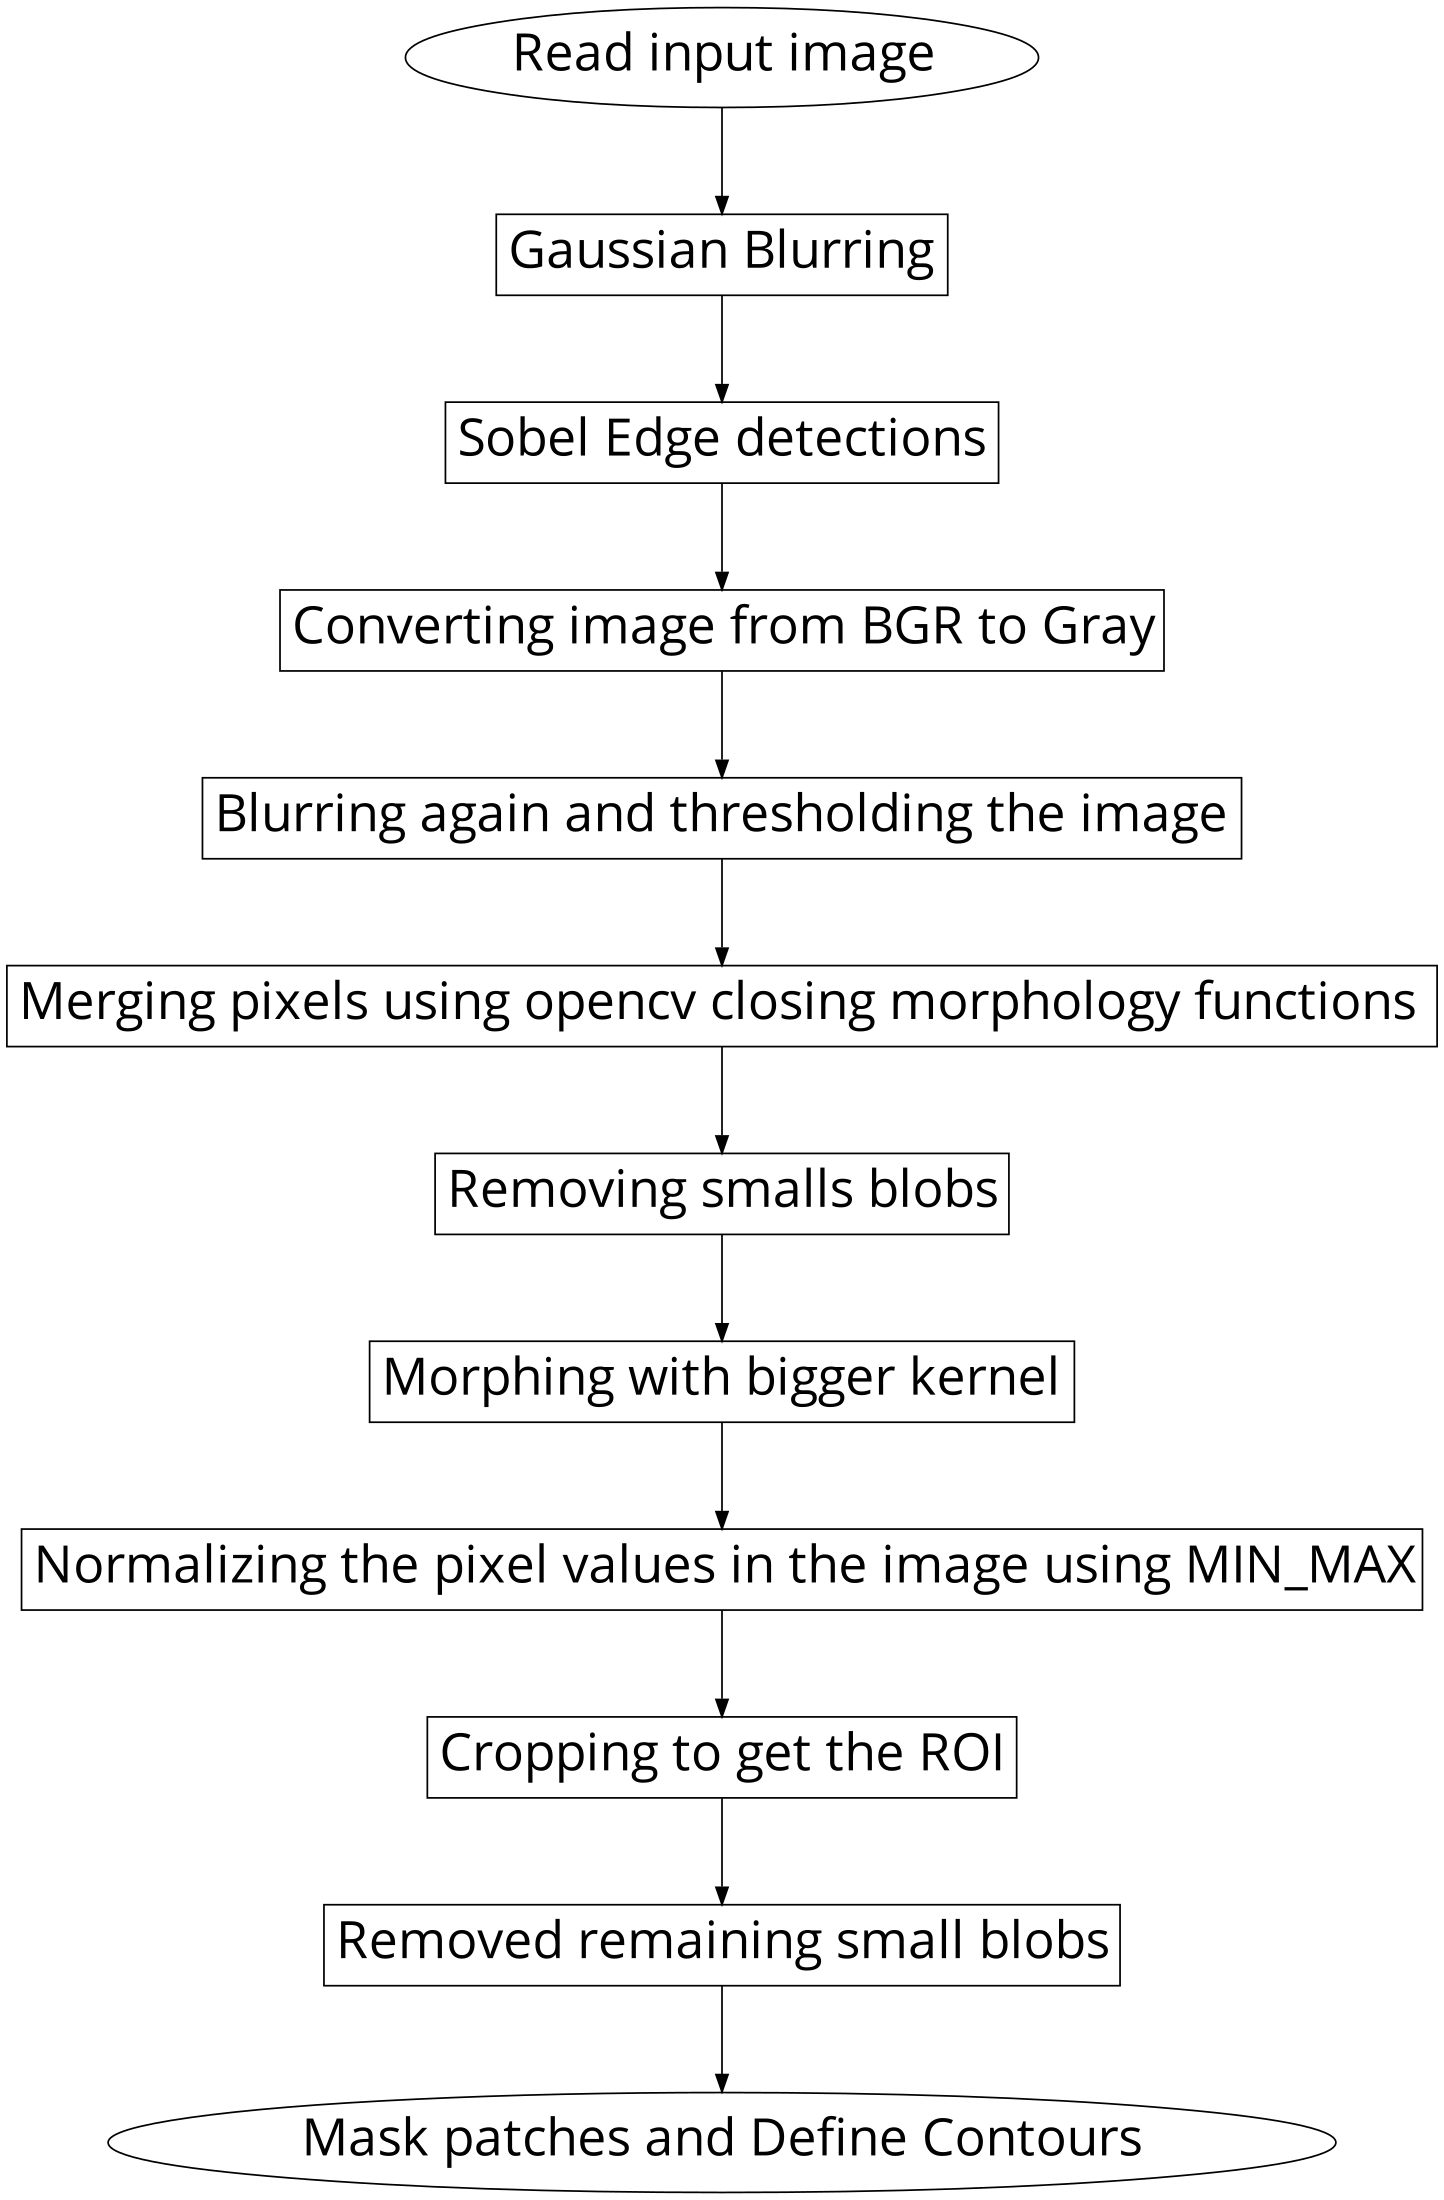 Read input image
Gaussian Blurring
Sobel Edge detections
Converting image from BGR to Gray
Blurring again and thresholding the image
Merging pixels using opencv closing morphology functions
Removing smalls blobs
Morphing with bigger kernel
Normalizing the pixel values in the image using MIN_MAX
Cropping to get the ROI
Removed remaining small blobs
Mask patches and Define Contours